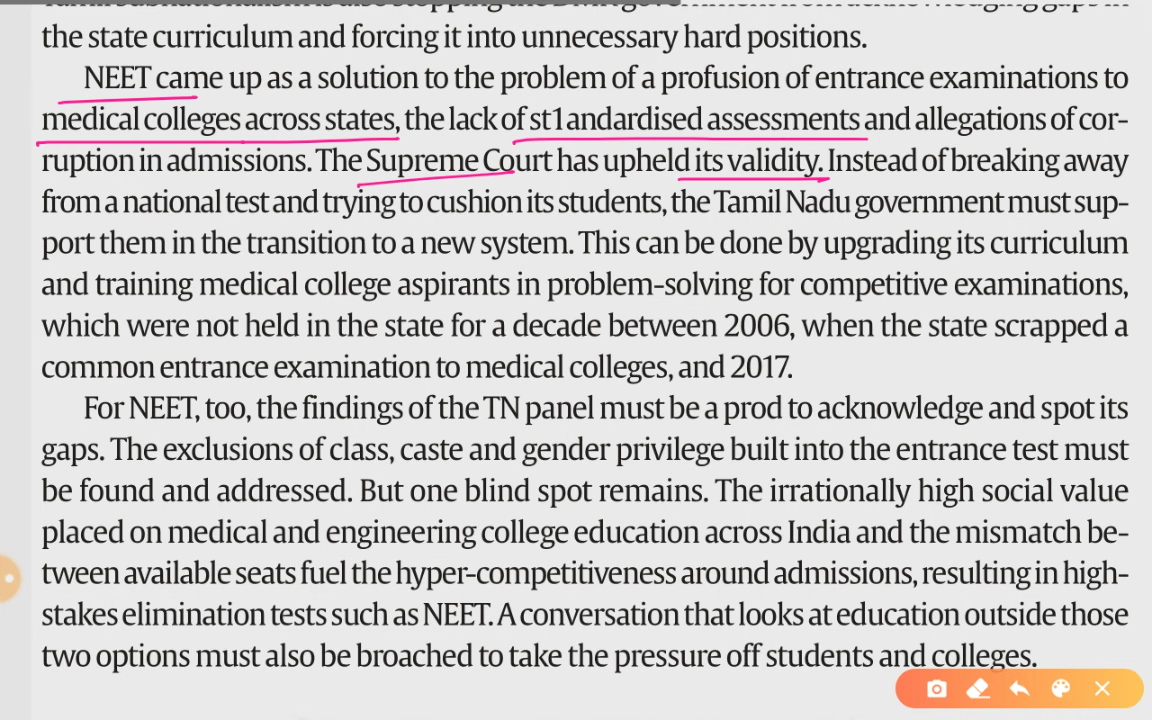 the state curriculum and forcing it into unnecessary hard positions.
NEET came up as a solution to the problem of a profusion of entrance examinations to
medical colleges across states, the lack of st1andardised assessments and allegations of cor-
ruption in admissions. The Supreme Court has upheld its validity. Instead of breaking away
from a national test and trying to cushion its students, the Tamil Nadu government must sup-
port them in the transition to a new system. This can be done by upgrading its curriculum
and training medical college aspirants in problem-solving for competitive examinations,
which were not held in the state for a decade between 2006, when the state scrapped a
common entrance examination to medical colleges, and 2017.
For NEET, too, the findings of the TN panel must be a prod to acknowledge and spot its
gaps. The exclusions of class, caste and gender privilege built into the entrance test must
be found and addressed. But one blind spot remains. The irrationally high social value
placed on medical and engineering college education across India and the mismatch be-
tween available seats fuel the hyper-competitiveness around admissions, resulting in high-
stakes elimination tests such as NEET. A conversation that looks at education outside those
two options must also be broached to take the pressure off students and colleges.